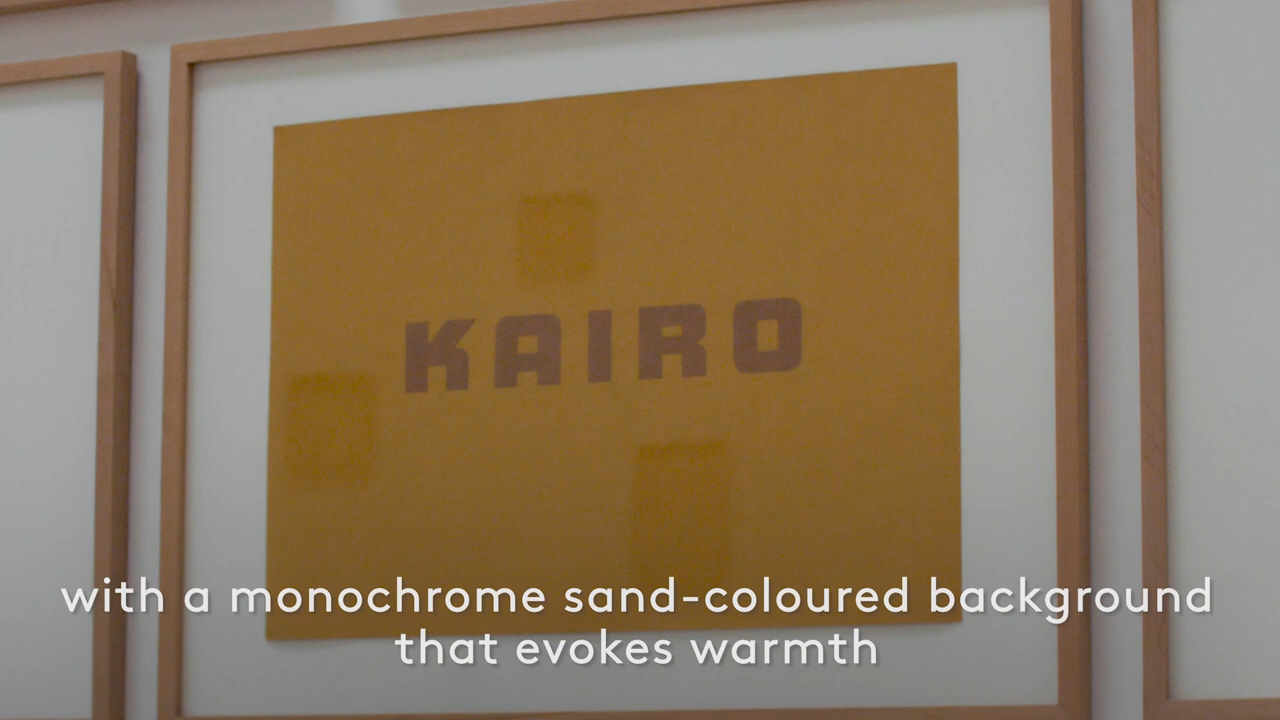 KAIRO
with a monochrome sand-coloured background
that evokes warmth